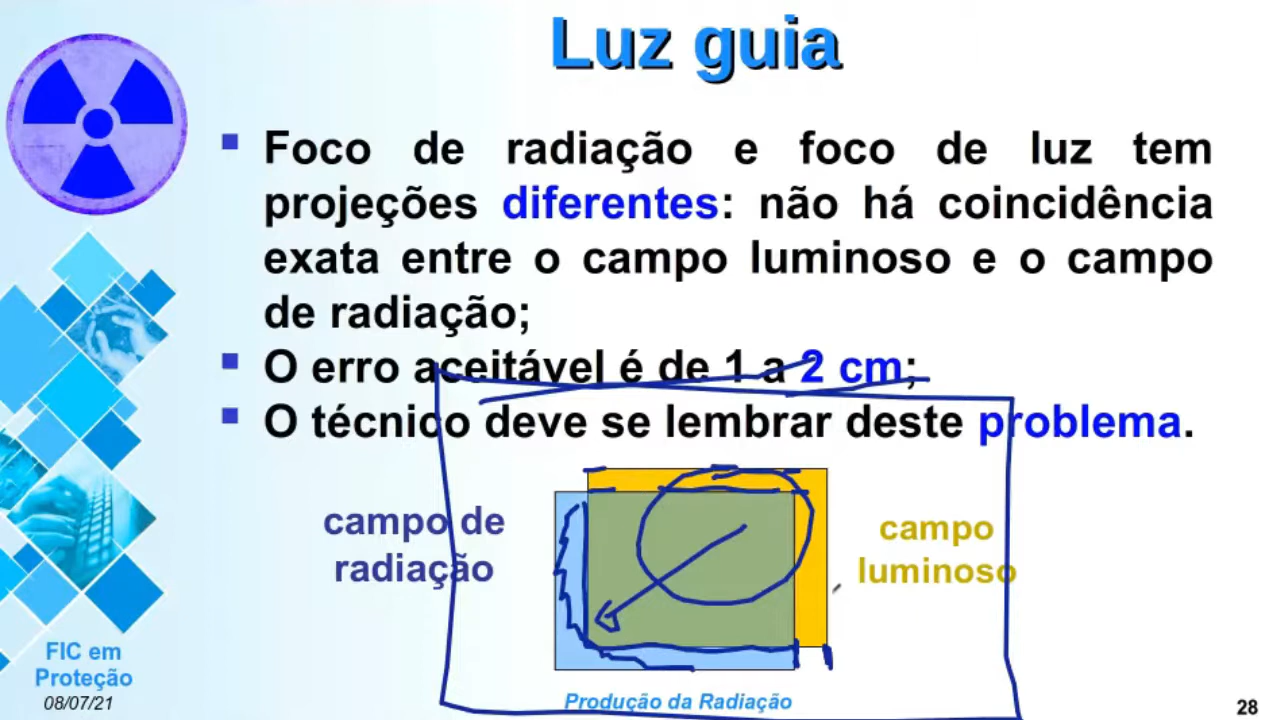 Luz guia
Foco de radiação e foco de luz tem
projeções diferentes: não há coincidência
exata entre o campo luminoso e o campo
de radiação;
O erro aceitável é de 1 a 2 cm;
O técnico deve se lembrar deste problema.
campo de
radiação
campo
luminoso
FIC em
Proteção
08/07/21
Produção da Radiação
28